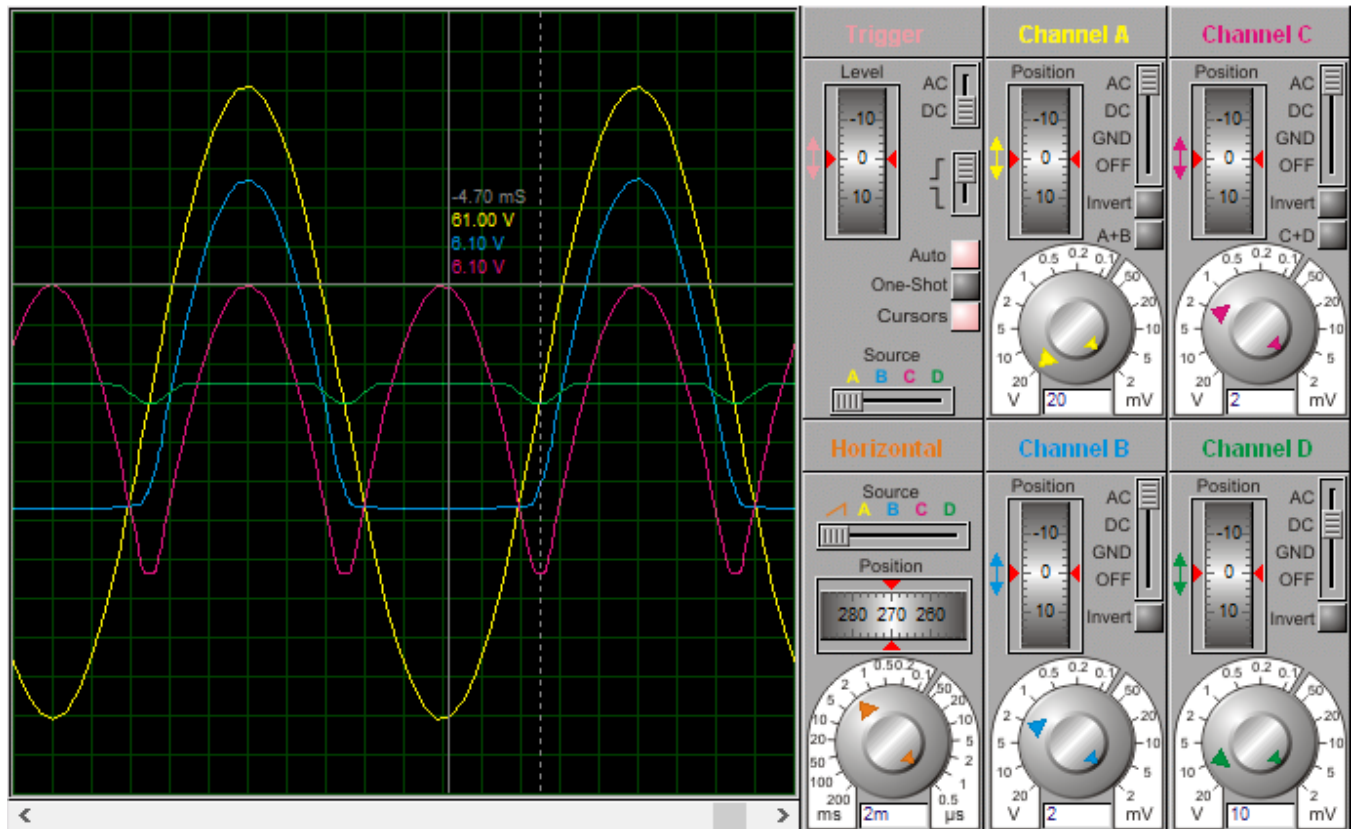 -4.70 mS
61.00 V
6.10 V
6.10 V
Trigger
Level
-10
0
10
AC
DC
Auto
One-Shot
Cursors
Source
A B C D
Channel A
Position
-10
0
10
AC
DC
GND
OFF
Invert
A+B
20 10 5 2 1 0.5 0.2 0.1 50 20 10 5 2
V 20 mV
Channel C
Position
-10
0
10
AC
DC
GND
OFF
Invert
C+D
20 10 5 2 1 0.5 0.2 0.1 50 20 10 5 2
V 2 mV
Horizontal
Source
A B C D
Position
280 270 260
200 100 50 20 10 5 2 1 0.5 0.2 50 20 10 5 2 1 0.5
ms 2m µs
Channel B
Position
-10
0
10
AC
DC
GND
OFF
Invert
20 10 5 2 1 0.5 0.2 0.1 50 20 10 5 2
V 2 mV
Channel D
Position
-10
0
10
AC
DC
GND
OFF
Invert
20 10 5 2 1 0.5 0.2 0.1 50 20 10 5 2
V 10 mV